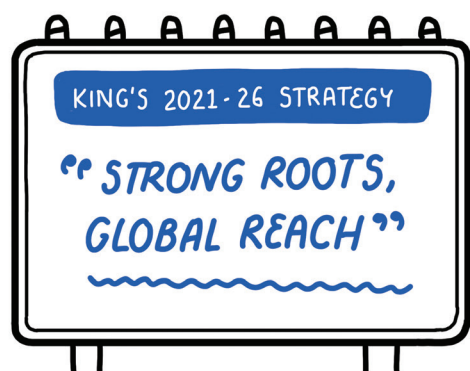 KING'S 2021-26 STRATEGY
“STRONG ROOTS,
GLOBAL REACH”